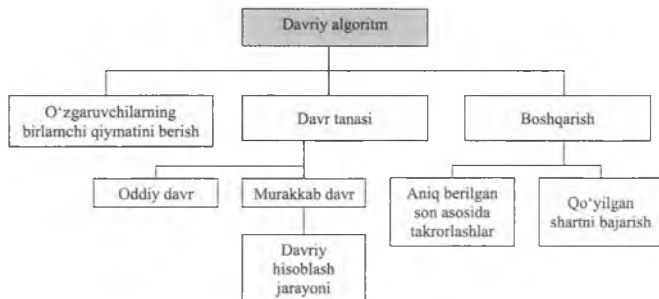 Davriy algoritm
O‘zgaruvchilarning
birlamchi qiymatini berish
Davr tanasi
Boshqarish
Oddiy davr
Murakkab davr
Aniq berilgan
son asosida
takrorlashlar
Qo‘yilgan
shartni bajarish
Davriy
hisoblash
jarayoni